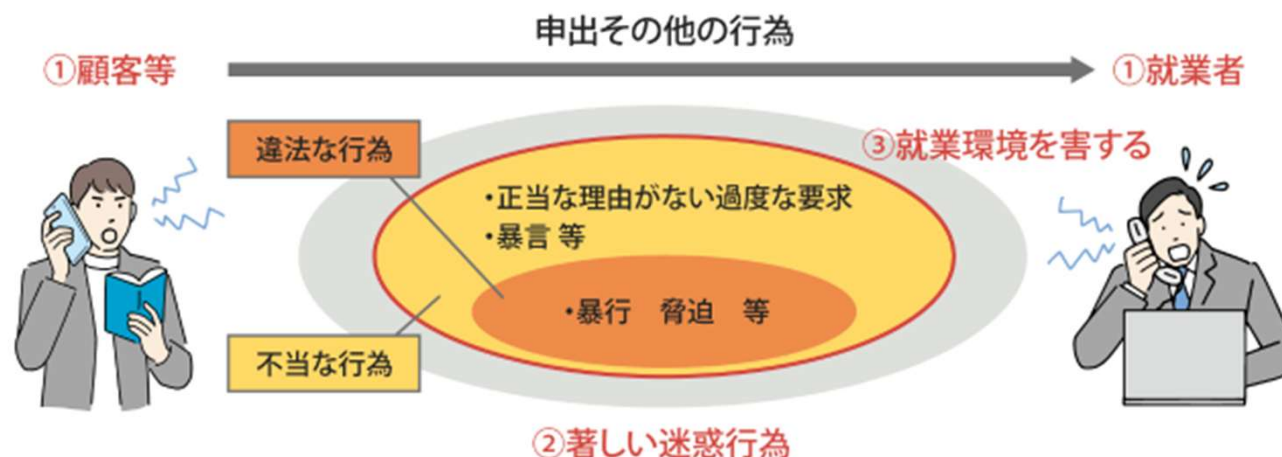 申出その他の行為
①顧客等
①就業者
違法な行為
③就業環境を害する
・正当な理由がない過度な要求
・暴言 等
・暴行　脅迫　等
不当な行為
②著しい迷惑行為